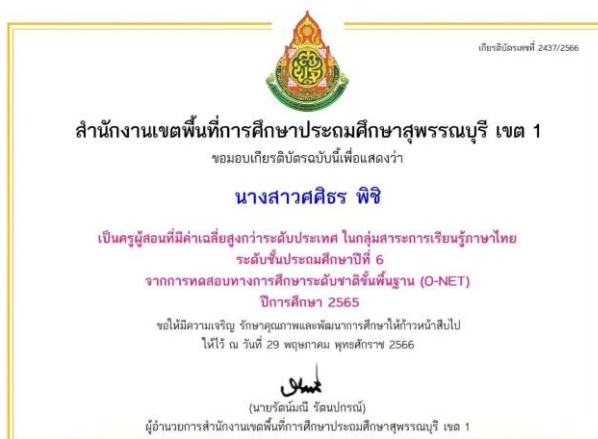 เกียรติบัตรเลขที่ 2437/2566
สำนักงานเขตพื้นที่การศึกษาประถมศึกษาสุพรรณบุรี เขต 1
ขอมอบเกียรติบัตรฉบับนี้เพื่อแสดงว่า
นางสาวศศิธร พิชิ
เป็นครูผู้สอนที่มีค่าเฉลี่ยสูงกว่าระดับประเทศ ในกลุ่มสาระการเรียนรู้ภาษาไทย
ระดับชั้นประถมศึกษาปีที่ 6
จากการทดสอบทางการศึกษาระดับชาติขั้นพื้นฐาน (O-NET)
ปีการศึกษา 2565
ขอให้มีความเจริญ รักษาคุณภาพและพัฒนาการศึกษาให้ก้าวหน้าสืบไป
ให้ไว้ ณ วันที่ 29 พฤษภาคม พุทธศักราช 2566
(นายรัตน์มณี รัตนปกรณ์)
ผู้อำนวยการสำนักงานเขตพื้นที่การศึกษาประถมศึกษาสุพรรณบุรี เขต 1